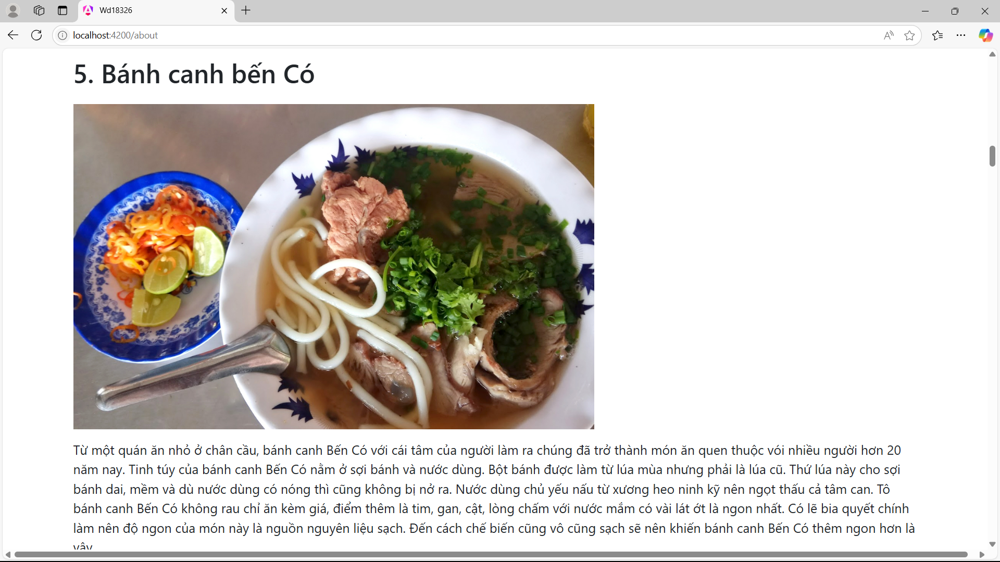 Wd18326
localhost:4200/about
5. Bánh canh bến Có
Từ một quán ăn nhỏ ở chân cầu, bánh canh Bến Có với cái tâm của người làm ra chúng đã trở thành món ăn quen thuộc vói nhiều người hơn 20
năm nay. Tinh túy của bánh canh Bến Có nằm ở sợi bánh và nước dùng. Bột bánh được làm từ lúa mùa nhưng phải là lúa cũ. Thứ lúa này cho sợi
bánh dai, mềm và dù nước dùng có nóng thì cũng không bị nở ra. Nước dùng chủ yếu nấu từ xương heo ninh kỹ nên ngọt thấu cả tâm can. Tô
bánh canh Bến Có không rau chỉ ăn kèm giá, điểm thêm là tim, gan, cật, lòng chấm với nước mắm có vài lát ớt là ngon nhất. Có lẽ bia quyết chính
làm nên độ ngon của món này là nguồn nguyên liệu sạch. Đến cách chế biến cũng vô cũng sạch sẽ nên khiến bánh canh Bến Có thêm ngon hơn là
vậy